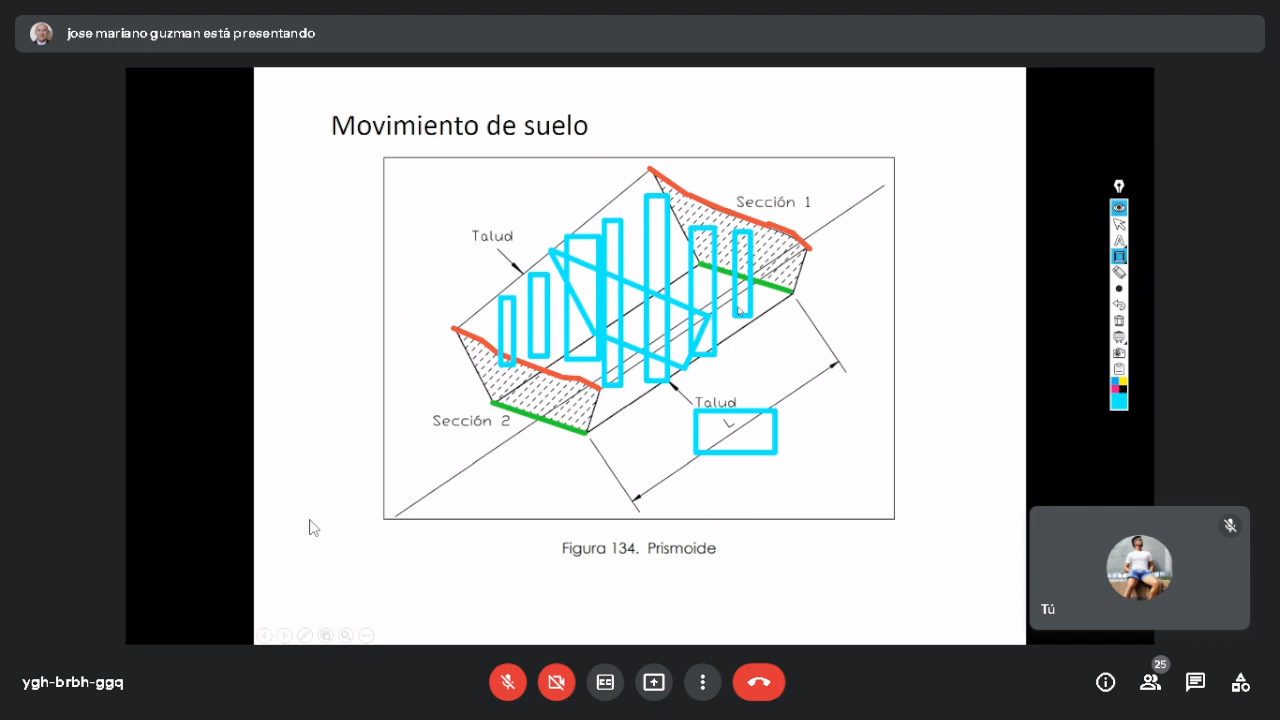 jose mariano guzman está presentando
Movimiento de suelo
Sección 1
Talud
Talud
L
Sección 2
Figura 134. Prismoide
Tú
25
ygh-brbh-ggq